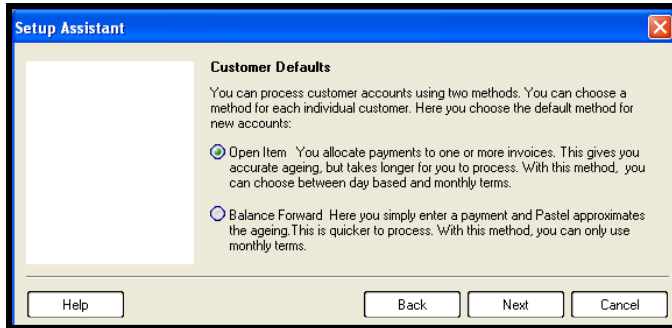 Setup Assistant
Customer Defaults
You can process customer accounts using two methods. You can choose a
method for each individual customer. Here you choose the default method for
new accounts:
Open Item You allocate payments to one or more invoices. This gives you
accurate ageing, but takes longer for you to process. With this method, you
can choose between day based and monthly terms.
Balance Forward Here you simply enter a payment and Pastel approximates
the ageing.This is quicker to process. With this method, you can only use
monthly terms.
Help Back Next Cancel